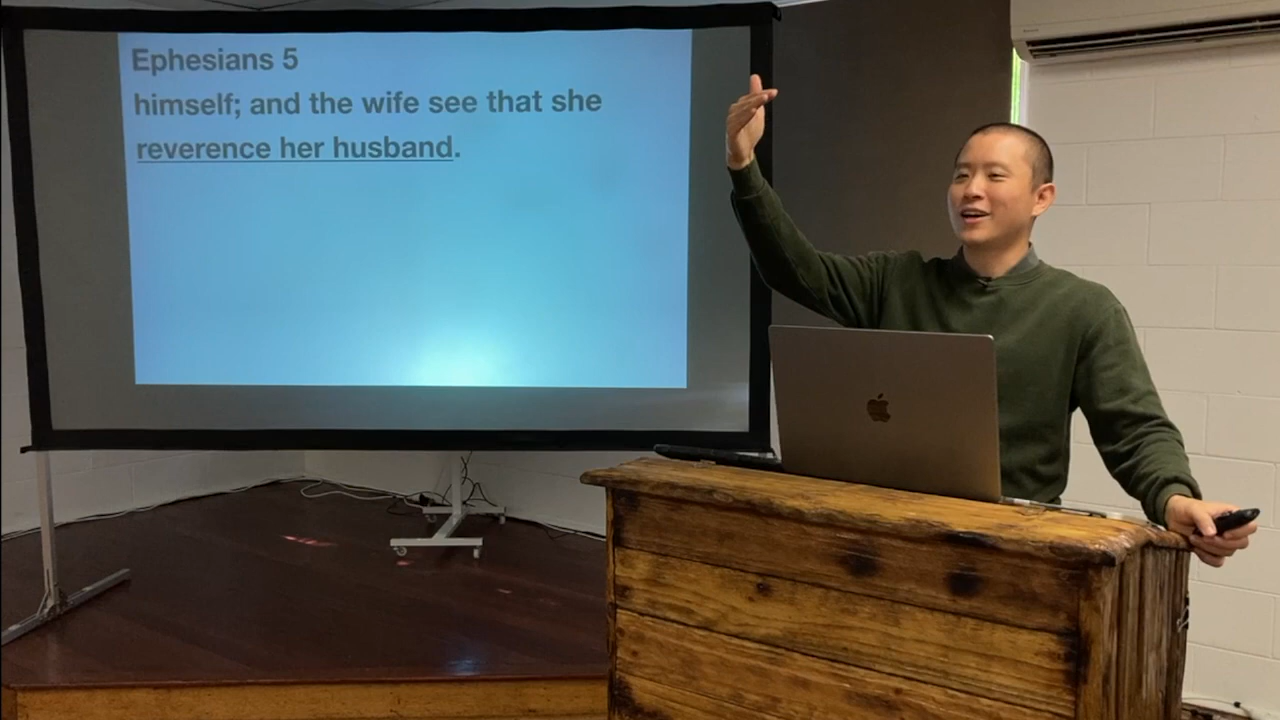 Ephesians 5
himself; and the wife see that she
reverence her husband.